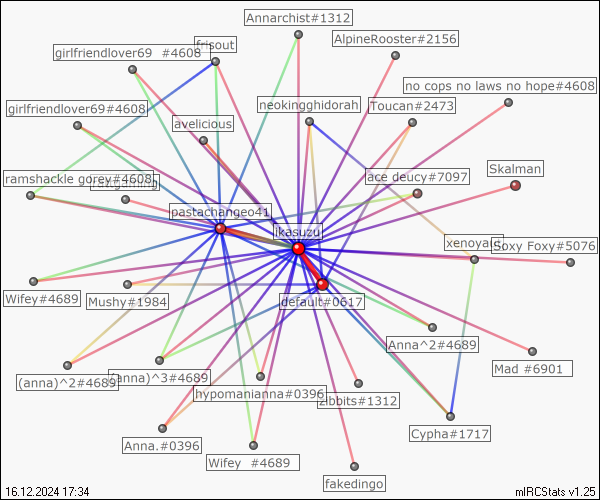 Annarchist#1312
AlpineRooster#2156
frisout
girlfriendlover69 #4608
no cops no laws no hope#4608
neokingghidorah
Toucan#2473
girlfriendlover69#4608
avelicious
Skalman
ace deucy#7097
ramshackle gorey#4608
pastachangeo41
ikasuzu
xenoyari
Soxy Foxy#5076
Wifey#4689
Mushy#1984
default#0617
Anna^2#4689
Mad #6901
(anna)^2#4689
(anna)^3#4689
hypomanianna#0396
zibbits#1312
Cypha#1717
Anna.#0396
Wifey #4689
fakedingo
16.12.2024 17:34
mIRCStats v1.25